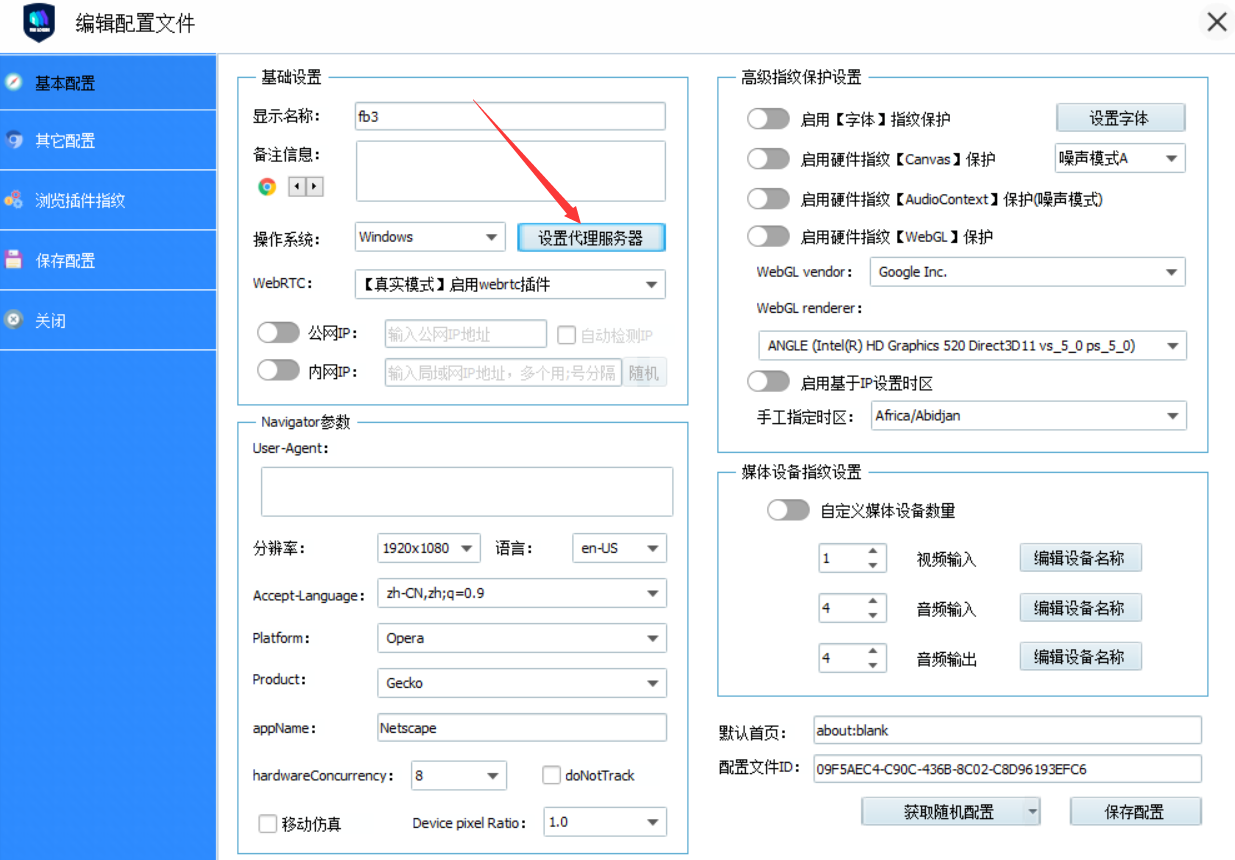 编辑配置文件
基本配置
其它配置
浏览插件指纹
保存配置
关闭
基础设置
显示名称: fb3
备注信息:
操作系统: Windows 设置代理服务器
WebRTC: 【真实模式】启用webrtc插件
公网IP: 输入公网IP地址 自动检测IP
内网IP: 输入局域网IP地址，多个用;号分隔 随机
Navigator参数
User-Agent:
分辨率: 1920x1080 语言: en-US
Accept-Language: zh-CN,zh;q=0.9
Platform: Opera
Product: Gecko
appName: Netscape
hardwareConcurrency: 8 doNotTrack
移动仿真 Device pixel Ratio: 1.0
高级指纹保护设置
启用【字体】指纹保护 设置字体
启用硬件指纹【Canvas】保护 噪声模式A
启用硬件指纹【AudioContext】保护(噪声模式)
启用硬件指纹【WebGL】保护
WebGL vendor: Google Inc.
WebGL renderer:
ANGLE (Intel(R) HD Graphics 520 Direct3D11 vs_5_0 ps_5_0)
启用基于IP设置时区
手工指定时区: Africa/Abidjan
媒体设备指纹设置
自定义媒体设备数量
1 视频输入 编辑设备名称
4 音频输入 编辑设备名称
4 音频输出 编辑设备名称
默认首页: about:blank
配置文件ID: 09F5AEC4-C90C-436B-8C02-C8D96193EFC6
获取随机配置 保存配置